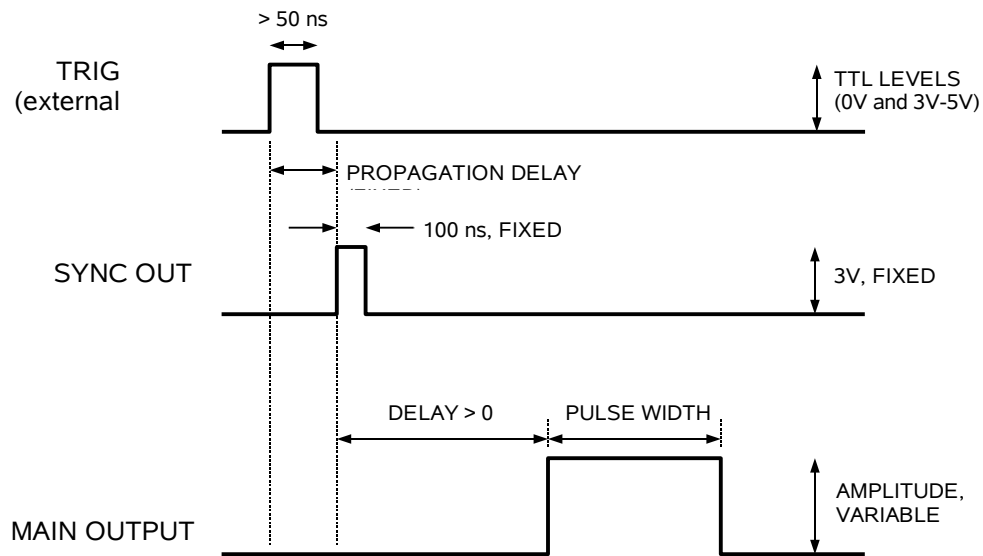 > 50 ns
TRIG
(external
TTL LEVELS
(0V and 3V-5V)
PROPAGATION DELAY
100 ns, FIXED
SYNC OUT
3V, FIXED
DELAY > 0
PULSE WIDTH
AMPLITUDE,
VARIABLE
MAIN OUTPUT